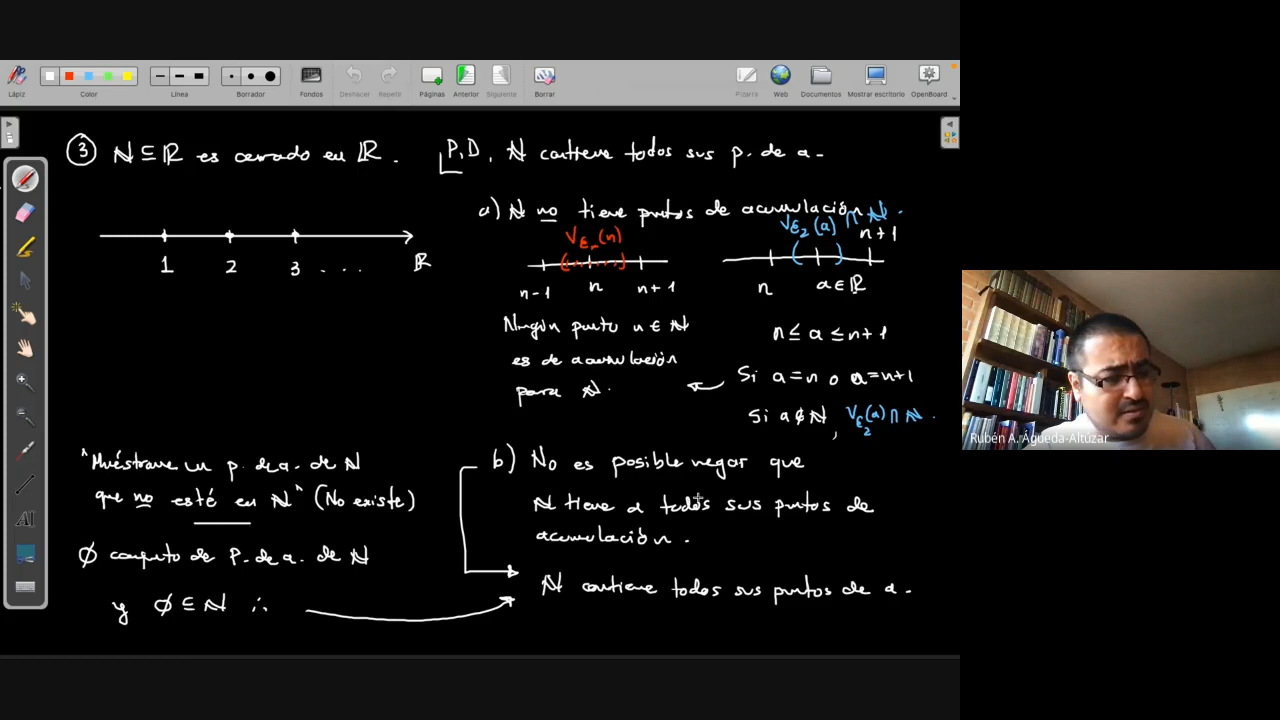 Lápiz
Color
Línea
Borrador
Fondos
Deshacer
Repetir
Páginas
Anterior
Siguiente
Borrar
Pizarra
Web
Documentos
Mostrar escritorio
OpenBoard
③ ℕ ⊆ ℝ es cerrado en ℝ.
P.D. ℕ contiene todos sus p. de a.
1 2 3 . . . ℝ
a) ℕ no tiene puntos de acumulación.
V_ε_n(n)
n-1 n n+1
Ningún punto n ∈ ℕ
es de acumulación
para ℕ.
V_ε_2(a) ∩ ℕ
n a ∈ ℝ n+1
n ≤ a ≤ n+1
Si a=n o a=n+1
Si a ∉ ℕ, V_ε_2(a) ∩ ℕ.
"Muéstrame un p. de a. de ℕ
que no esté en ℕ" (No existe)
∅ conjunto de P. de a. de ℕ
y ∅ ⊆ ℕ ∴
b) No es posible negar que
ℕ tiene a todos sus puntos de
acumulación.
ℕ contiene todos sus puntos de a.
Rubén A. Águeda-Altúzar